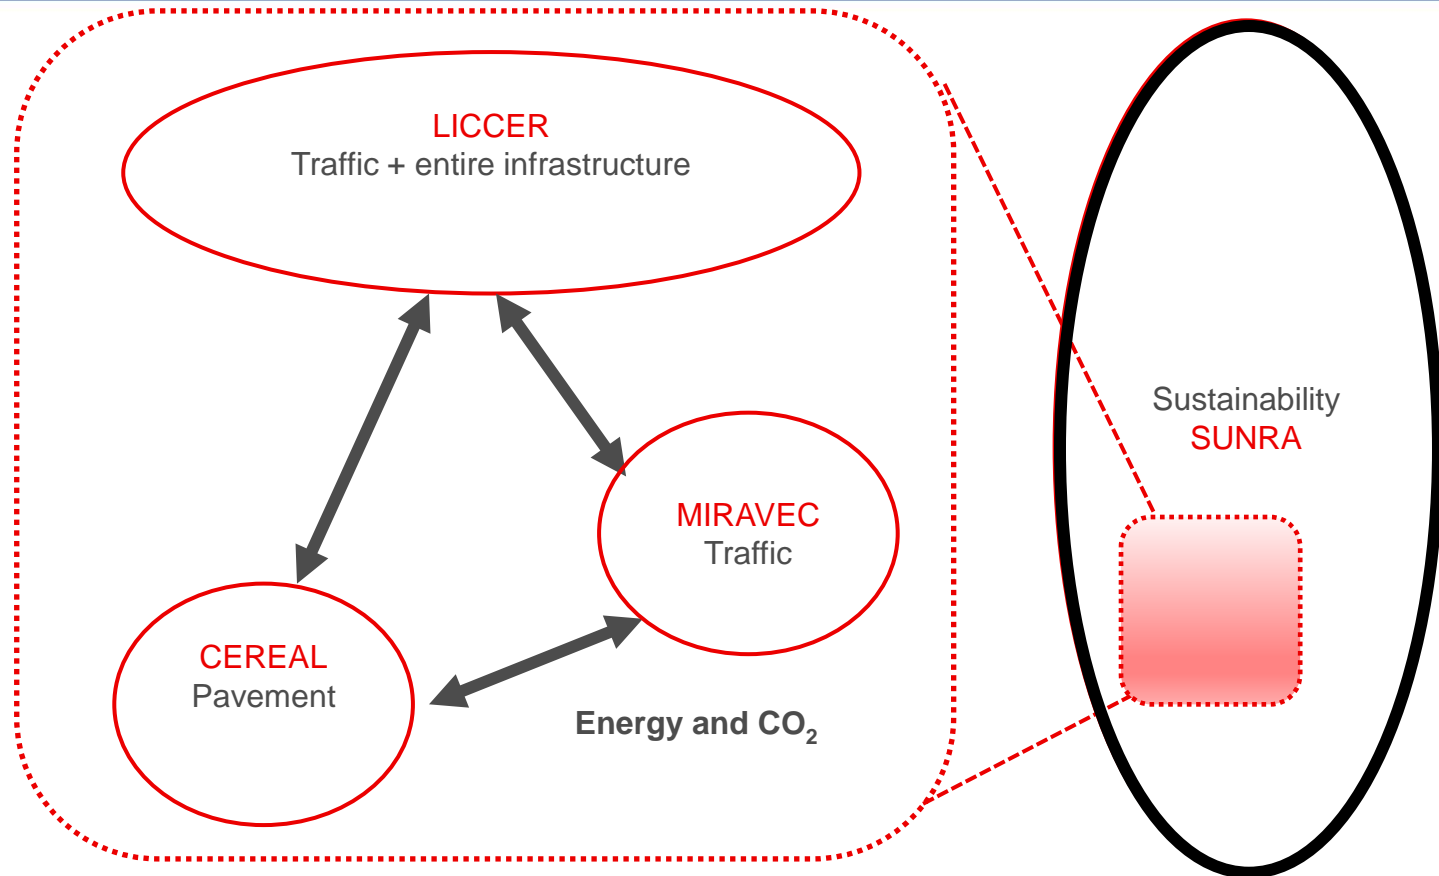 LICCER
Traffic + entire infrastructure
MIRAVEC
Traffic
CEREAL
Pavement
Energy and CO₂
Sustainability
SUNRA